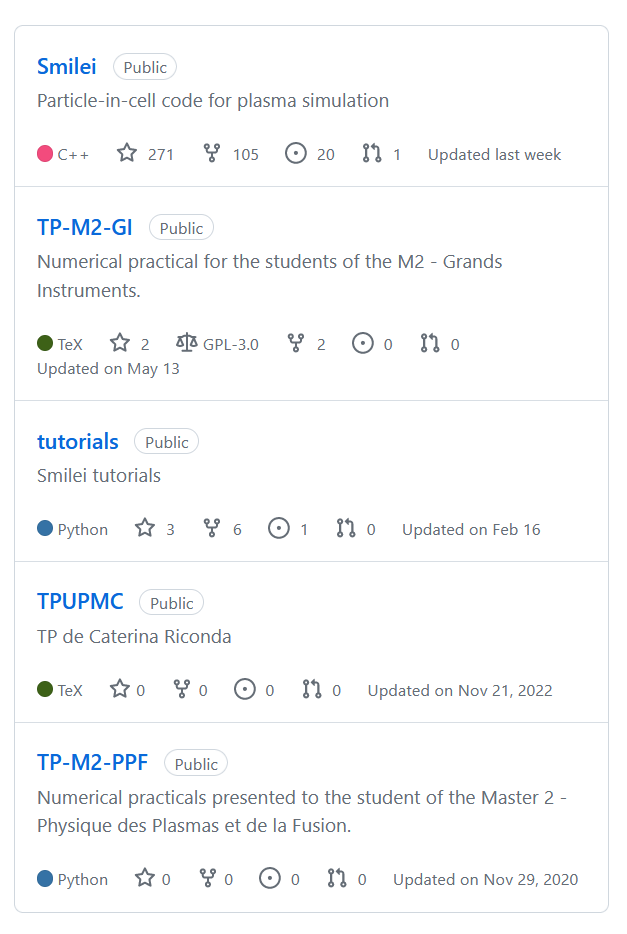 Smilei Public
Particle-in-cell code for plasma simulation
C++ 271 105 20 1 Updated last week
TP-M2-GI Public
Numerical practical for the students of the M2 - Grands
Instruments.
TeX 2 GPL-3.0 2 0 0
Updated on May 13
tutorials Public
Smilei tutorials
Python 3 6 1 0 Updated on Feb 16
TPUPMC Public
TP de Caterina Riconda
TeX 0 0 0 0 Updated on Nov 21, 2022
TP-M2-PPF Public
Numerical practicals presented to the student of the Master 2 -
Physique des Plasmas et de la Fusion.
Python 0 0 0 0 Updated on Nov 29, 2020